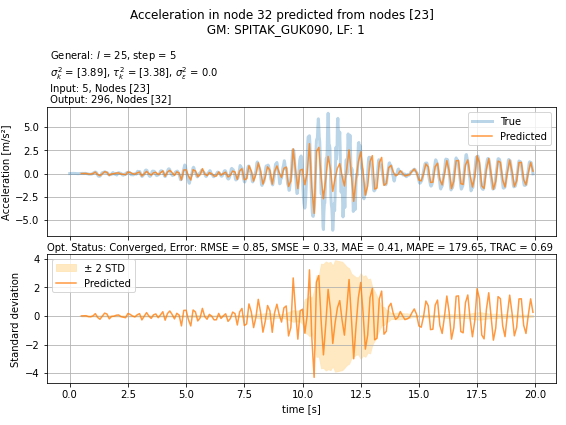 Acceleration in node 32 predicted from nodes [23]
GM: SPITAK_GUK090, LF: 1
General: l = 25, step = 5
σ²ₖ = [3.89], τ²ₖ = [3.38], σ²_ε = 0.0
Input: 5, Nodes [23]
Output: 296, Nodes [32]
Acceleration [m/s²]
5.0
2.5
0.0
−2.5
−5.0
True
Predicted
Opt. Status: Converged, Error: RMSE = 0.85, SMSE = 0.33, MAE = 0.41, MAPE = 179.65, TRAC = 0.69
Standard deviation
4
2
0
−2
−4
± 2 STD
Predicted
0.0 2.5 5.0 7.5 10.0 12.5 15.0 17.5 20.0
time [s]